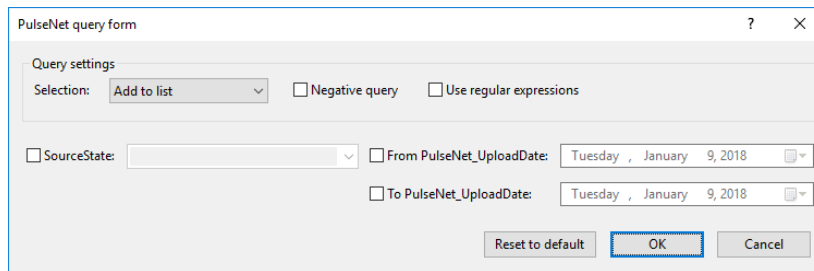 PulseNet query form ? ×
Query settings
Selection: Add to list Negative query Use regular expressions
SourceState: From PulseNet_UploadDate: Tuesday , January 9, 2018
To PulseNet_UploadDate: Tuesday , January 9, 2018
Reset to default OK Cancel